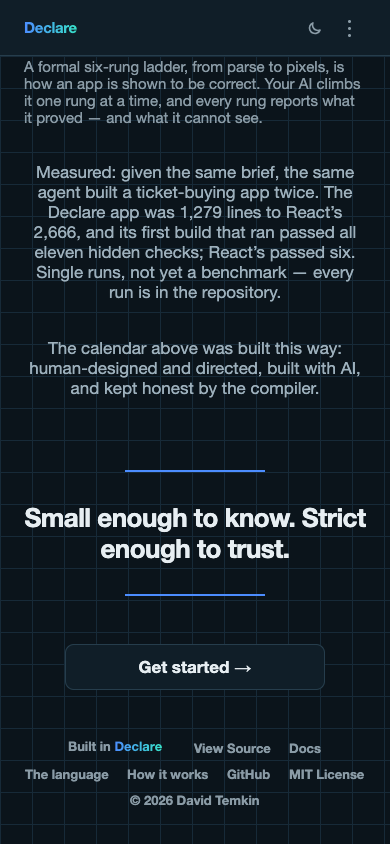 Declare
A formal six-rung ladder, from parse to pixels, is
how an app is shown to be correct. Your AI climbs
it one rung at a time, and every rung reports what
it proved — and what it cannot see.
Measured: given the same brief, the same
agent built a ticket-buying app twice. The
Declare app was 1,279 lines to React’s
2,666, and its first build that ran passed all
eleven hidden checks; React’s passed six.
Single runs, not yet a benchmark — every
run is in the repository.
The calendar above was built this way:
human-designed and directed, built with AI,
and kept honest by the compiler.
Small enough to know. Strict
enough to trust.
Get started →
Built in Declare View Source Docs
The language How it works GitHub MIT License
© 2026 David Temkin